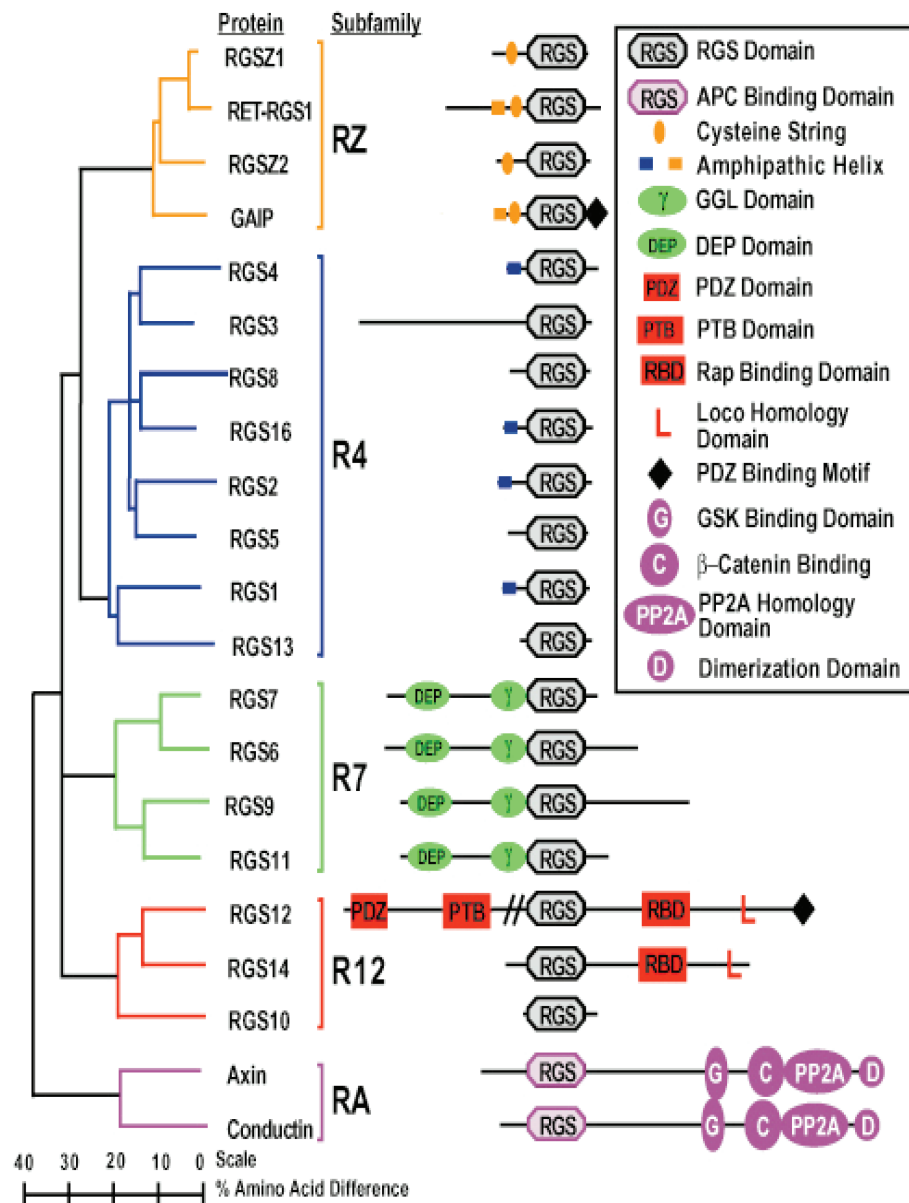 Protein Subfamily
RGSZ1
RET-RGS1
RGSZ2
GAIP
RZ
RGS
RGS
RGS
RGS
RGS4
RGS3
RGS8
RGS16
RGS2
RGS5
RGS1
RGS13
R4
RGS
RGS
RGS
RGS
RGS
RGS
RGS
RGS
RGS7
RGS6
RGS9
RGS11
R7
DEP γ RGS
DEP γ RGS
DEP γ RGS
DEP γ RGS
RGS12
RGS14
RGS10
R12
PDZ PTB // RGS RBD L
RGS RBD L
RGS
Axin
Conductin
RA
RGS G C PP2A D
RGS G C PP2A D
40 30 20 10 0 Scale
% Amino Acid Difference
RGS RGS Domain
RGS APC Binding Domain
Cysteine String
Amphipathic Helix
γ GGL Domain
DEP DEP Domain
PDZ PDZ Domain
PTB PTB Domain
RBD Rap Binding Domain
L Loco Homology
Domain
PDZ Binding Motif
G GSK Binding Domain
C β–Catenin Binding
PP2A PP2A Homology
Domain
D Dimerization Domain